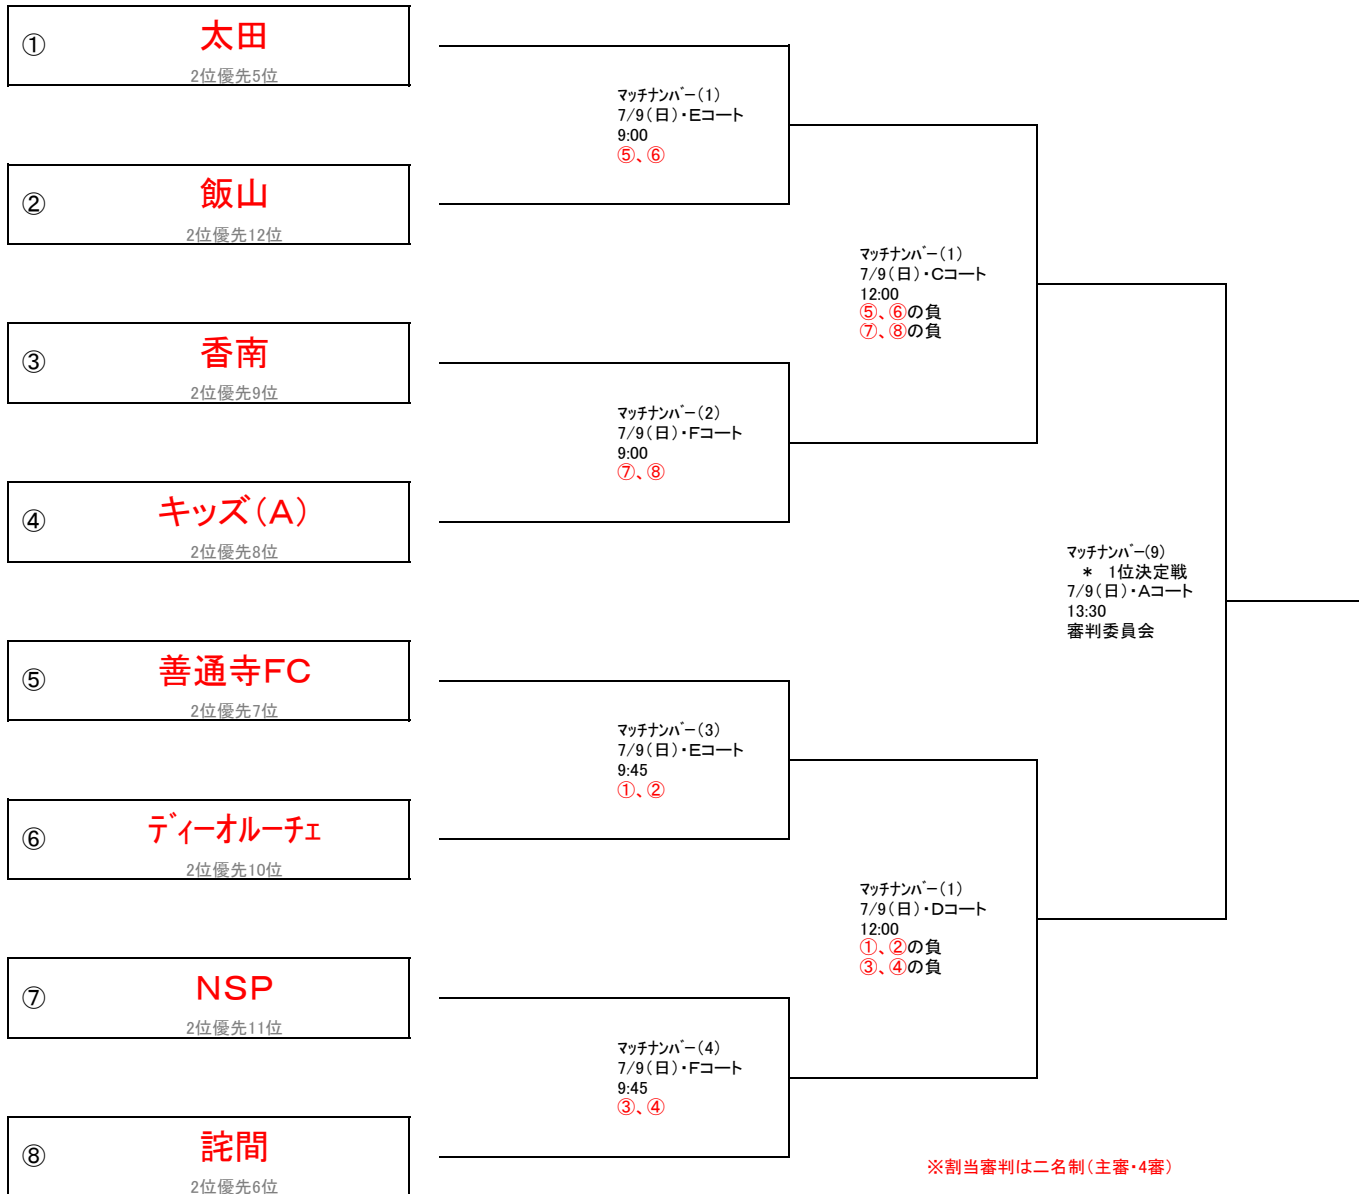 ① 太田
2位優先5位
マッチナンバー(1)
7/9(日)・Eコート
9:00
⑤、⑥
② 飯山
2位優先12位
マッチナンバー(1)
7/9(日)・Cコート
12:00
⑤、⑥の負
⑦、⑧の負
③ 香南
2位優先9位
マッチナンバー(2)
7/9(日)・Fコート
9:00
⑦、⑧
④ キッズ(A)
2位優先8位
マッチナンバー(9)
* 1位決定戦
7/9(日)・Aコート
13:30
審判委員会
⑤ 善通寺FC
2位優先7位
マッチナンバー(3)
7/9(日)・Eコート
9:45
①、②
⑥ ディーオルーチェ
2位優先10位
マッチナンバー(1)
7/9(日)・Dコート
12:00
①、②の負
③、④の負
⑦ NSP
2位優先11位
マッチナンバー(4)
7/9(日)・Fコート
9:45
③、④
⑧ 詫間
2位優先6位
※割当審判は二名制(主審・4審)